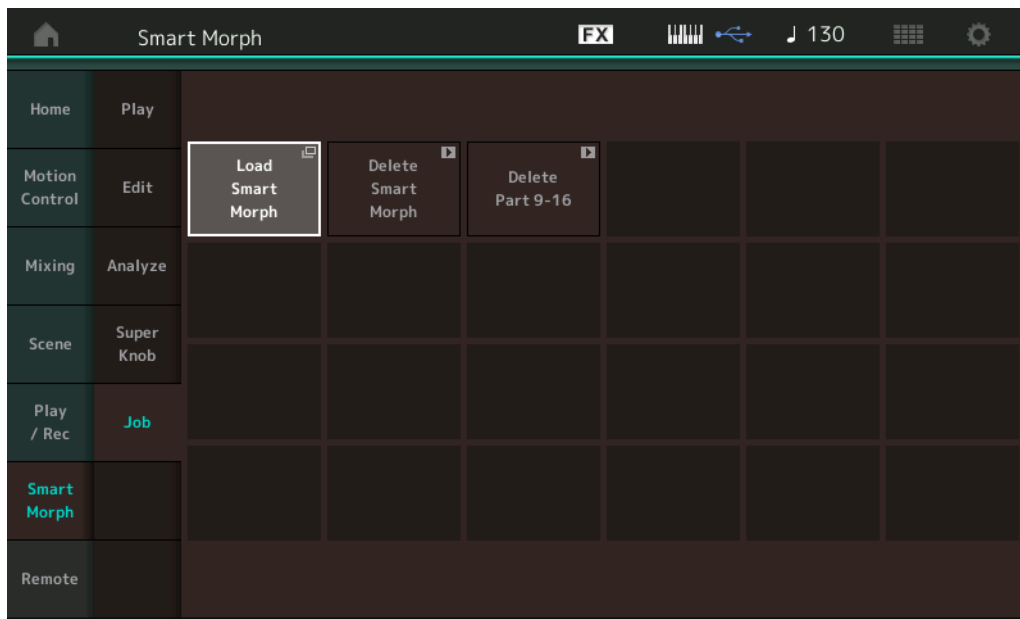 Smart Morph FX 130
Home
Play
Motion
Control
Edit
Load
Smart
Morph
Delete
Smart
Morph
Delete
Part 9-16
Mixing
Analyze
Scene
Super
Knob
Play
/ Rec
Job
Smart
Morph
Remote